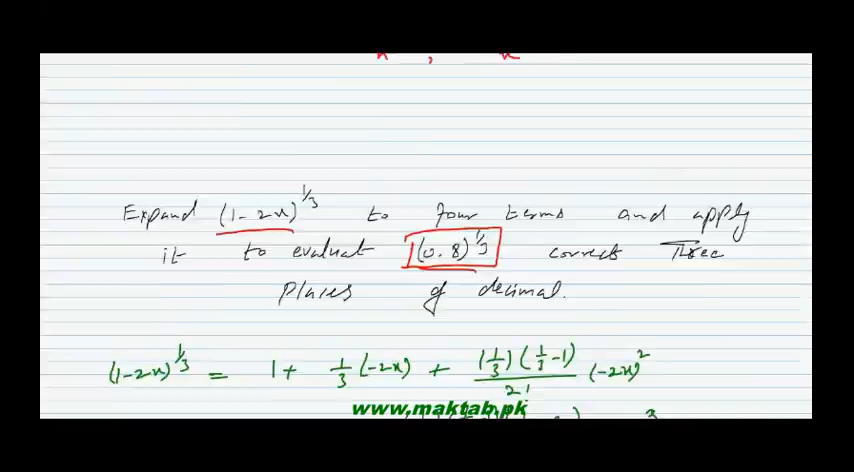 x , x
Expand (1-2x)^1/3 to four terms and apply
it to evaluate (0.8)^1/3 correct Three
places of decimal.
(1-2x)^1/3 = 1 + 1/3 (-2x) + (1/3)(1/3-1)/2! (-2x)^2
www.maktab.pk
3